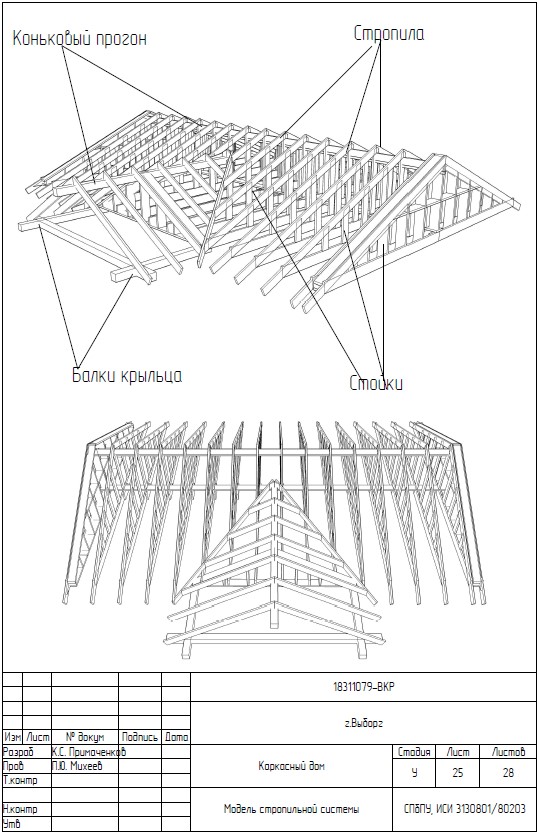 Коньковый прогон
Стропила
Балки крыльца
Стойки
18311079-ВКР
г.Выборг
Изм Лист № докум Подпись Дата
Разраб К.С. Примаченков
Пров П.Ю. Михеев
Т.контр
Н.контр
Утв
Каркасный дом
Стадия Лист Листов
У 25 28
Модель стропильной системы
СПбПУ, ИСИ 3130801/80203